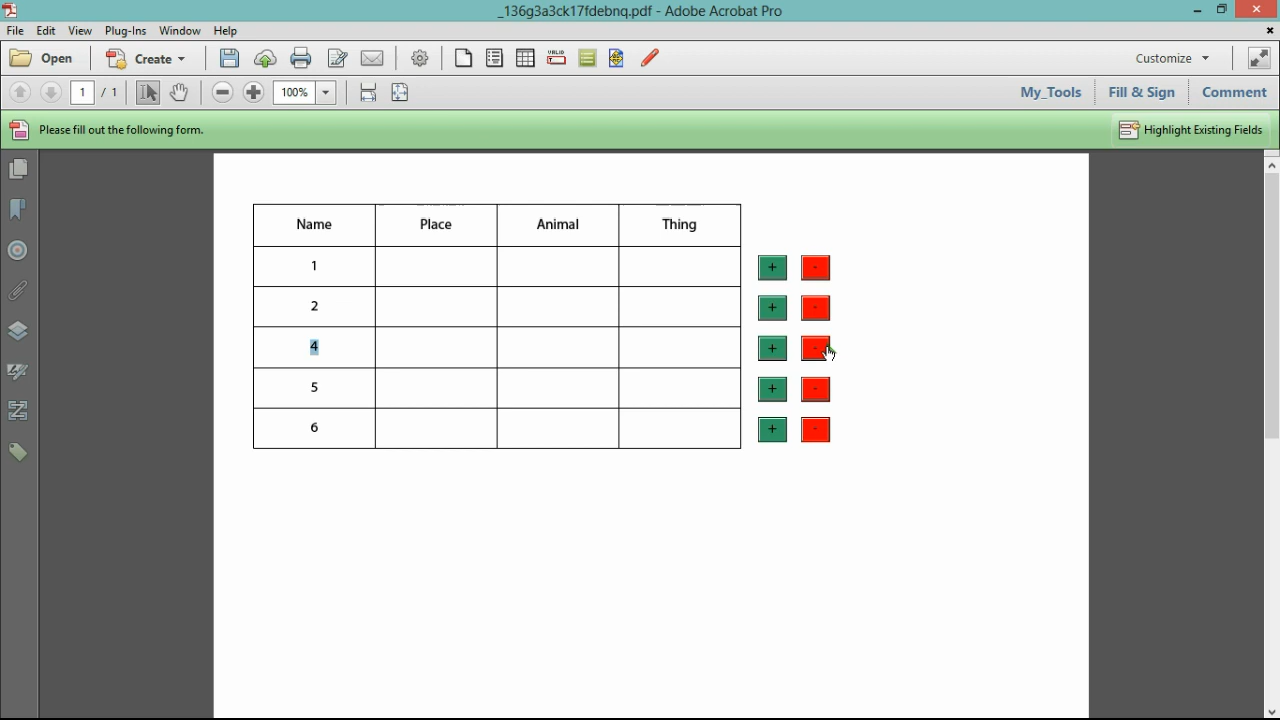 _136g3a3ck17fdebnq.pdf - Adobe Acrobat Pro
File Edit View Plug-Ins Window Help
Open Create VALID Customize
1 / 1 100% My_Tools Fill & Sign Comment
Please fill out the following form. Highlight Existing Fields
Name Place Animal Thing
1 + -
2 + -
4 + -
5 + -
6 + -